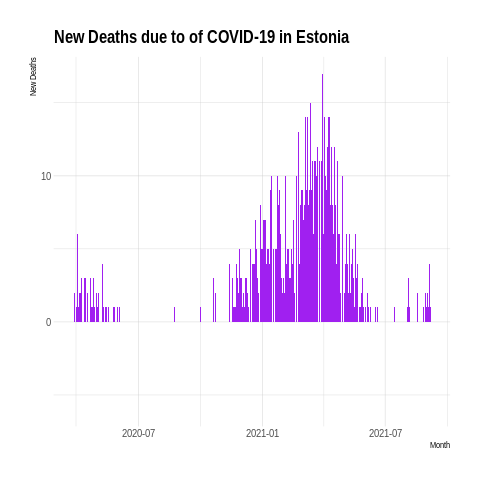 New Deaths due to of COVID-19 in Estonia
New Deaths
10
0
2020-07
2021-01
2021-07
Month